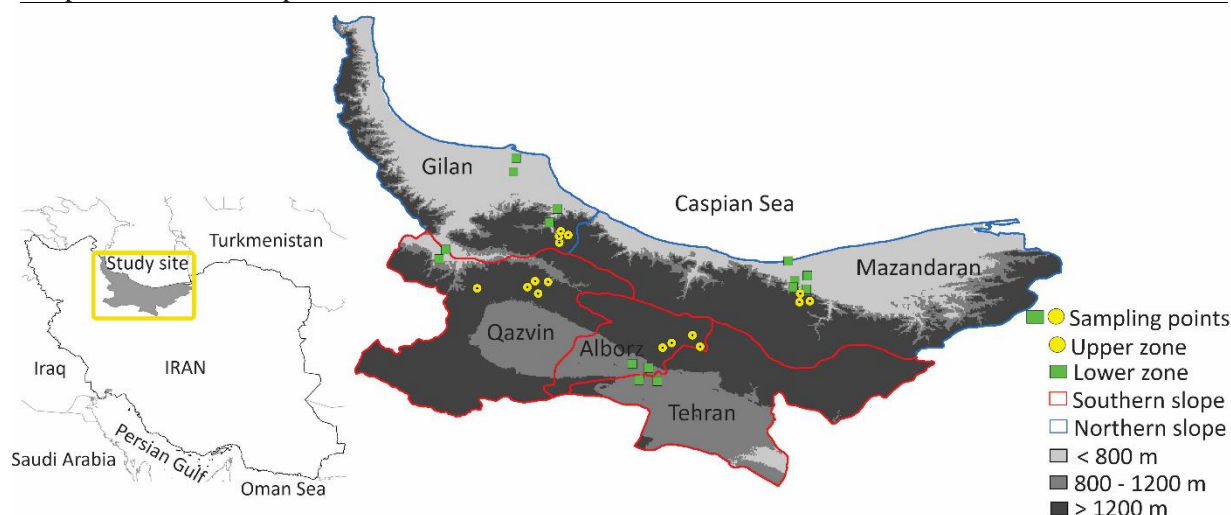 Gilan
Caspian Sea
Mazandaran
Qazvin
Alborz
Tehran
Turkmenistan
Study site
Iraq
IRAN
Persian Gulf
Saudi Arabia
Oman Sea
Sampling points
Upper zone
Lower zone
Southern slope
Northern slope
< 800 m
800 - 1200 m
> 1200 m